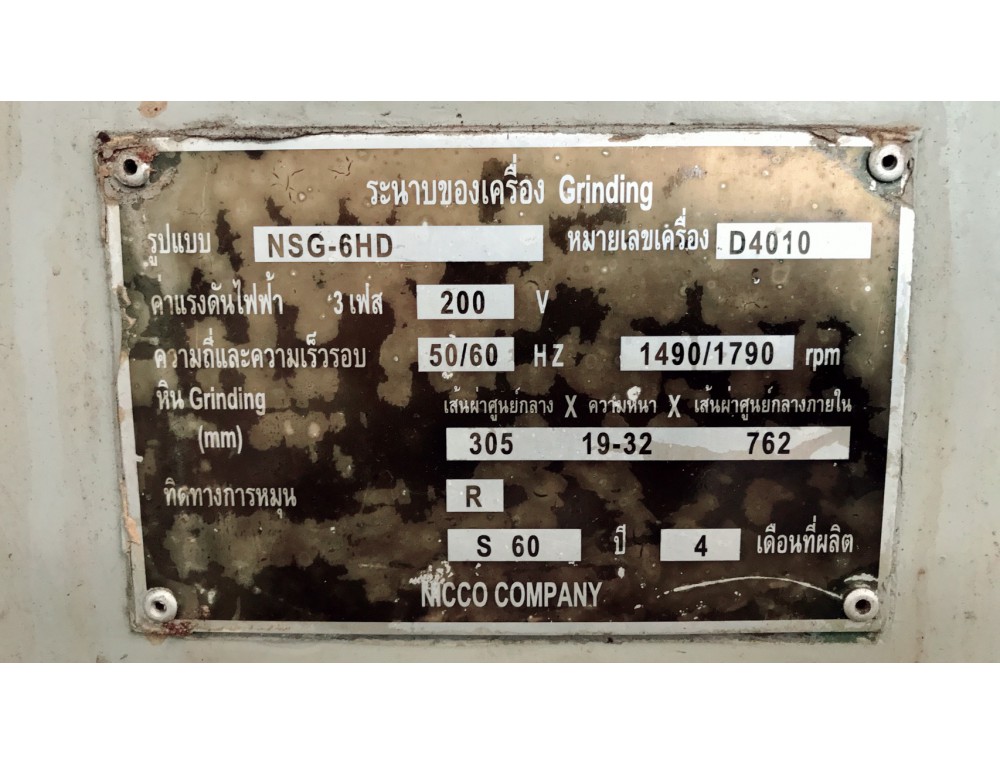 ระนาบของเครื่อง Grinding
รูปแบบ NSG-6HD หมายเลขเครื่อง D4010
ค่าแรงดันไฟฟ้า 3 เฟส 200 V
ความถี่และความเร็วรอบ 50/60 HZ 1490/1790 rpm
หิน Grinding เส้นผ่าศูนย์กลาง X ความหนา X เส้นผ่าศูนย์กลางภายใน
(mm) 305 19-32 762
ทิดทางการหมุน R
S 60 ปี 4 เดือนที่ผลิต
NICCO COMPANY